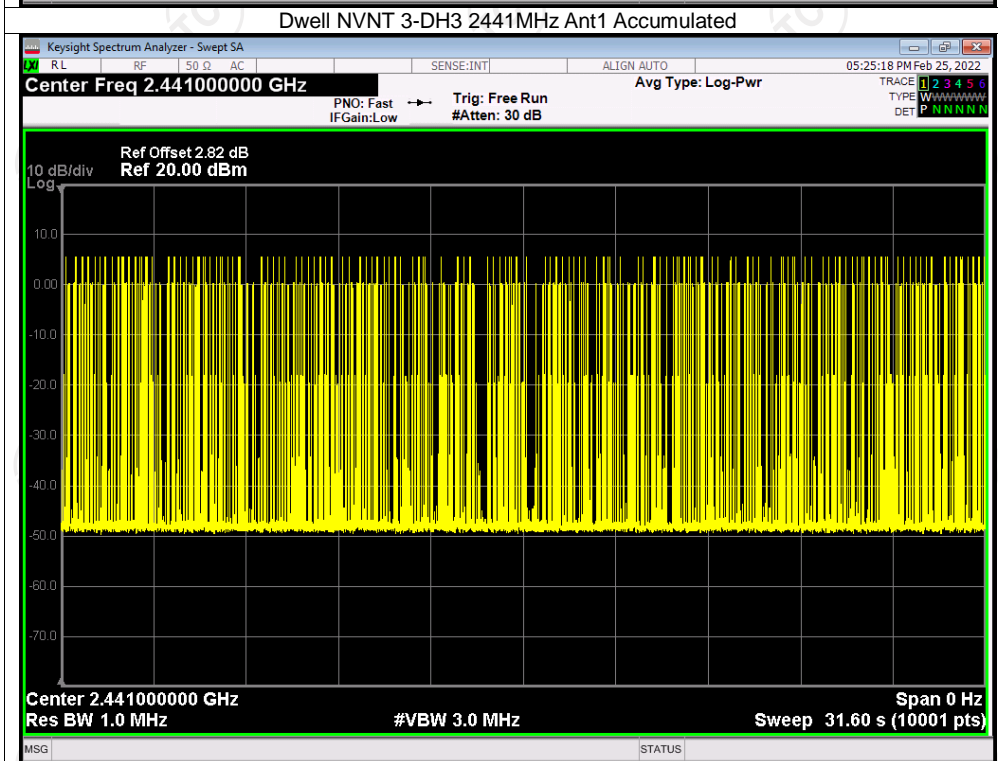 Dwell NVNT 3-DH3 2441MHz Ant1 Accumulated
Keysight Spectrum Analyzer - Swept SA
LXI RL RF 50 Ω AC SENSE:INT ALIGN AUTO 05:25:18 PM Feb 25, 2022
Center Freq 2.441000000 GHz Avg Type: Log-Pwr TRACE 1 2 3 4 5 6
PNO: Fast Trig: Free Run TYPE WWWWWW
IFGain:Low #Atten: 30 dB DET P N N N N N
Ref Offset 2.82 dB
10 dB/div Ref 20.00 dBm
Log
10.0
0.00
-10.0
-20.0
-30.0
-40.0
-50.0
-60.0
-70.0
Center 2.441000000 GHz Span 0 Hz
Res BW 1.0 MHz #VBW 3.0 MHz Sweep 31.60 s (10001 pts)
MSG STATUS